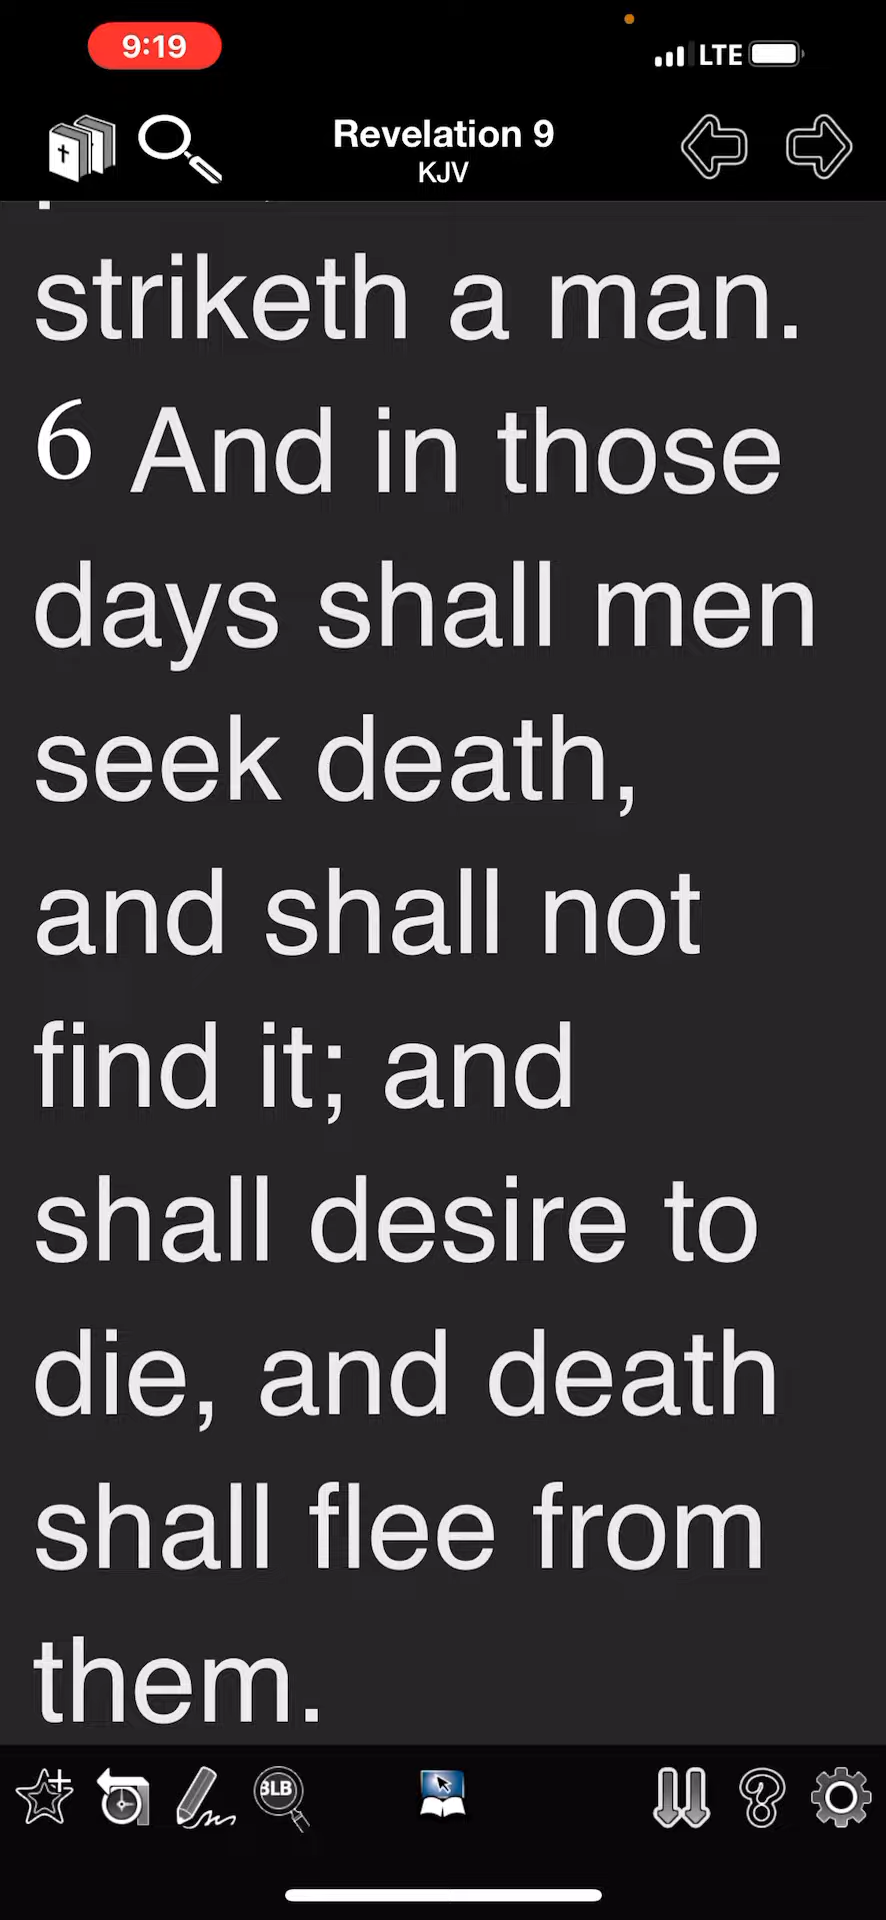 9:19
LTE
Revelation 9
KJV
striketh a man.
6 And in those
days shall men
seek death,
and shall not
find it; and
shall desire to
die, and death
shall flee from
them.
BLB